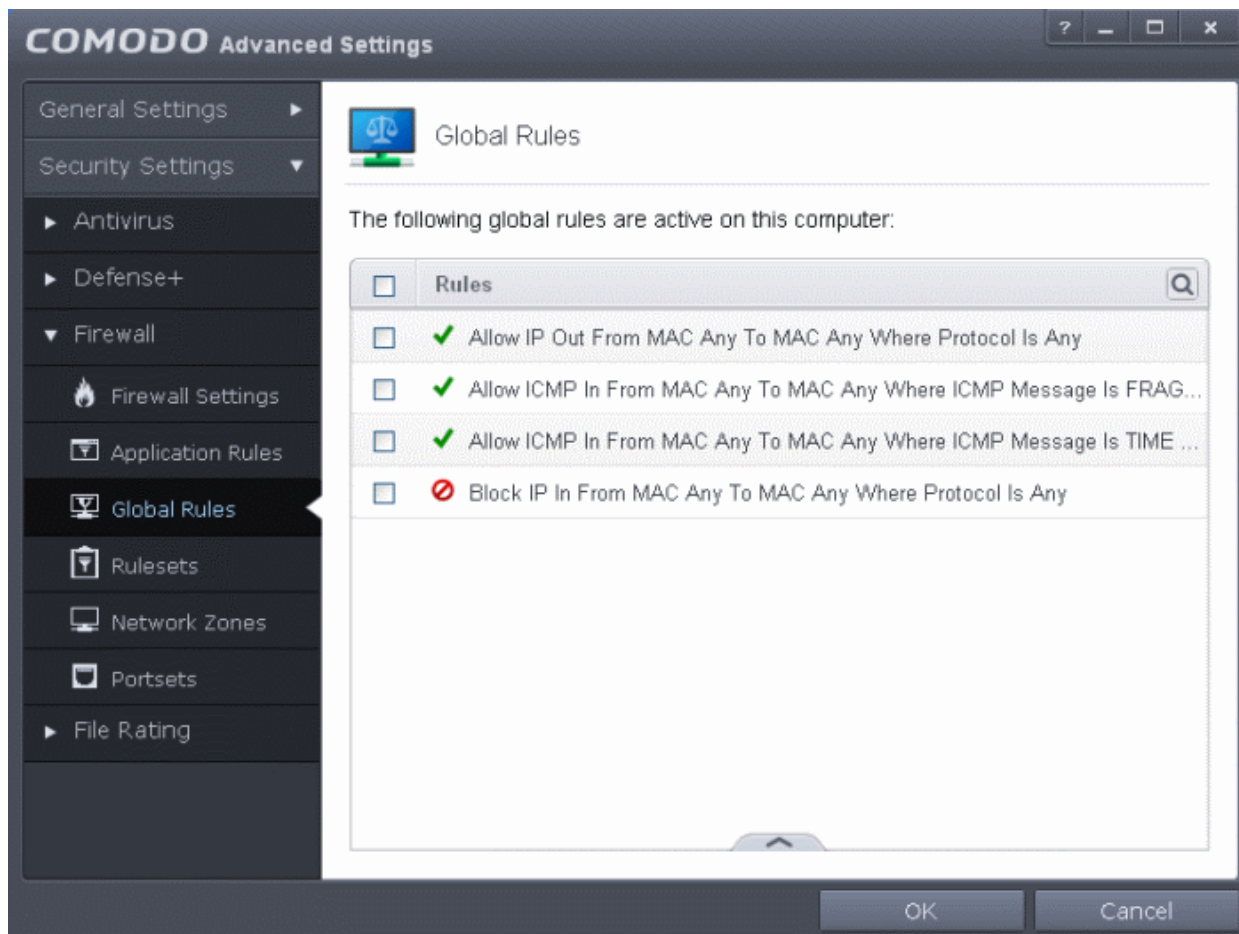 COMODO Advanced Settings
?
General Settings
Security Settings
Antivirus
Defense+
Firewall
Firewall Settings
Application Rules
Global Rules
Rulesets
Network Zones
Portsets
File Rating
Global Rules
The following global rules are active on this computer:
Rules
Allow IP Out From MAC Any To MAC Any Where Protocol Is Any
Allow ICMP In From MAC Any To MAC Any Where ICMP Message Is FRAG...
Allow ICMP In From MAC Any To MAC Any Where ICMP Message Is TIME ...
Block IP In From MAC Any To MAC Any Where Protocol Is Any
OK
Cancel